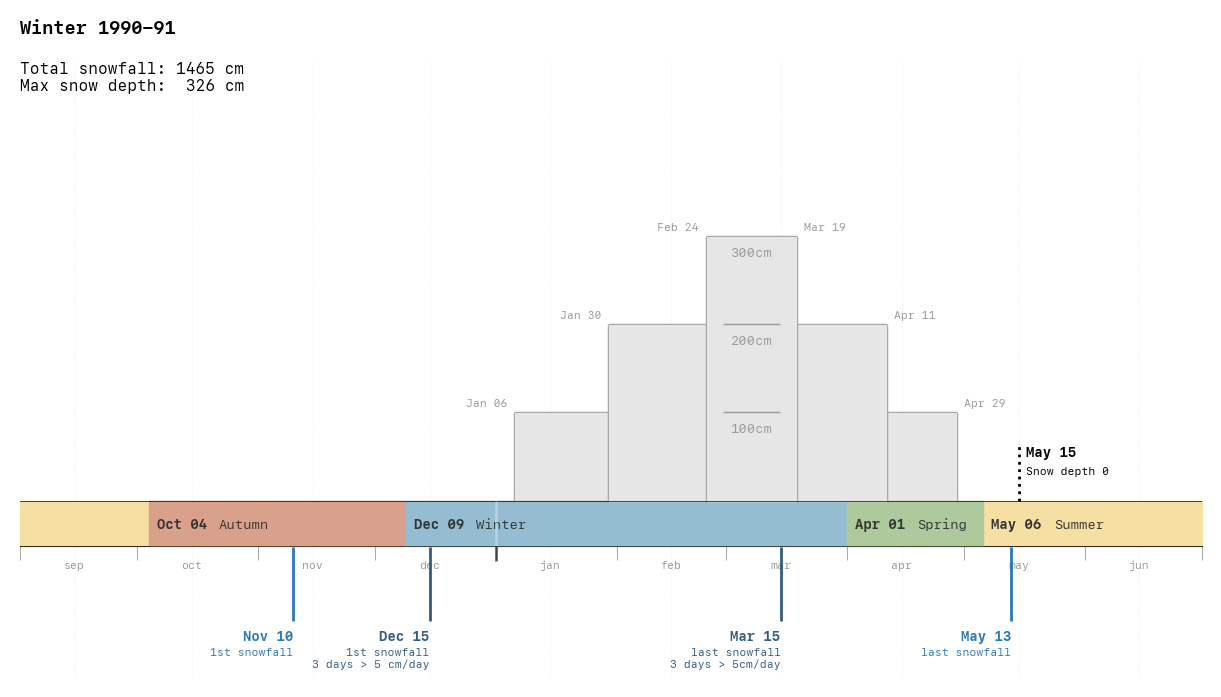 Winter 1990–91
Total snowfall: 1465 cm
Max snow depth:  326 cm
Feb 24
Mar 19
300cm
Jan 30
Apr 11
200cm
Jan 06
Apr 29
100cm
May 15
Snow depth 0
Oct 04 Autumn
Dec 09 Winter
Apr 01 Spring
May 06 Summer
sep
oct
nov
dec
jan
feb
mar
apr
may
jun
Nov 10
1st snowfall
Dec 15
1st snowfall
3 days > 5 cm/day
Mar 15
last snowfall
3 days > 5cm/day
May 13
last snowfall